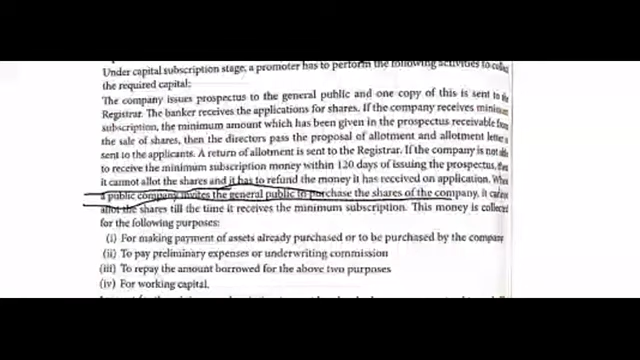 Under capital subscription stage, a promoter has to perform the following activities to collect
the required capital:
The company issues prospectus to the general public and one copy of this is sent to the
Registrar. The banker receives the applications for shares. If the company receives minimum
subscription, the minimum amount which has been given in the prospectus receivable from
the sale of shares, then the directors pass the proposal of allotment and allotment letter
sent to the applicants. A return of allotment is sent to the Registrar. If the company is not able
to receive the minimum subscription money within 120 days of issuing the prospectus,
it cannot allot the shares and it has to refund the money it has received on application. When
a public company invites the general public to purchase the shares of the company, it cannot
allot the shares till the time it receives the minimum subscription. This money is collected
for the following purposes:
(i) For making payment of assets already purchased or to be purchased by the company
(ii) To pay preliminary expenses or underwriting commission
(iii) To repay the amount borrowed for the above two purposes
(iv) For working capital.